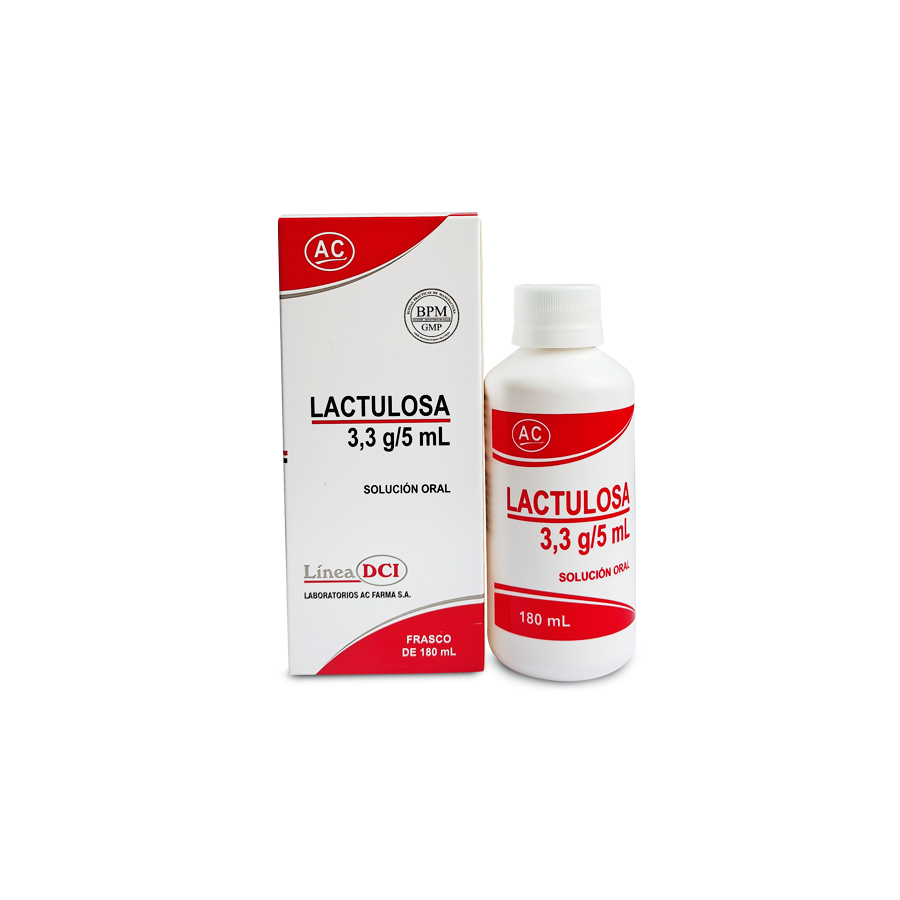 AC
BPM
GMP
LACTULOSA
3,3 g/5 mL
SOLUCIÓN ORAL
Línea DCI
LABORATORIOS AC FARMA S.A.
FRASCO
DE 180 mL
AC
LACTULOSA
3,3 g/5 mL
SOLUCIÓN ORAL
180 mL